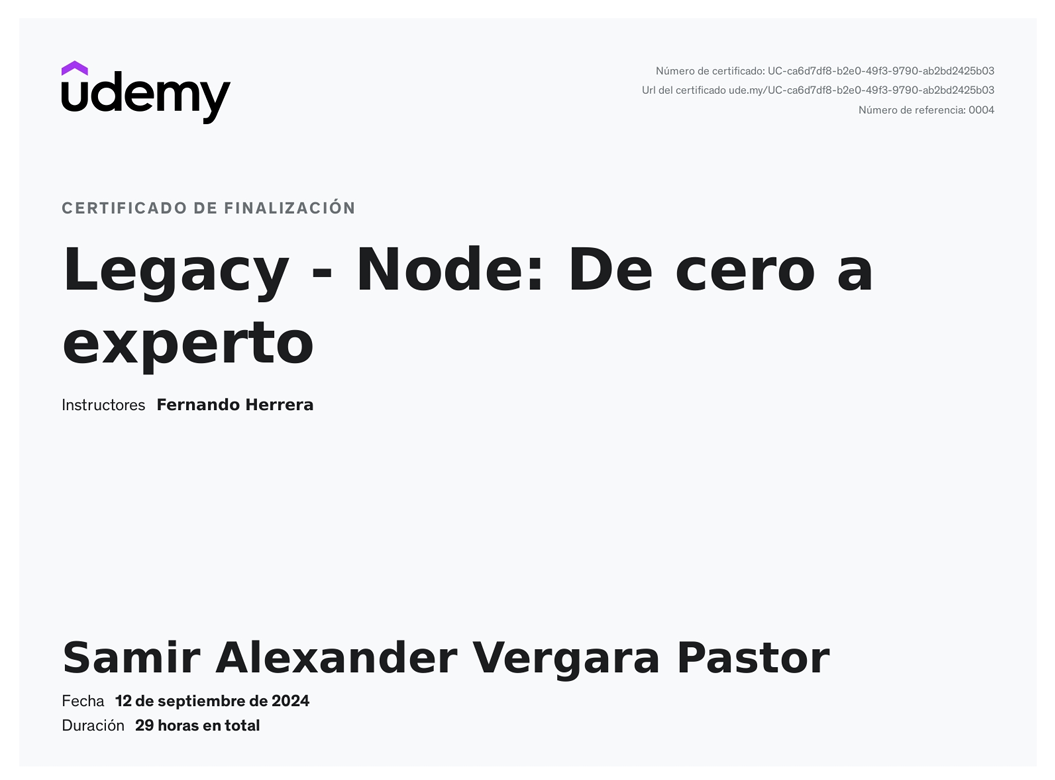 udemy
Número de certificado: UC-ca6d7df8-b2e0-49f3-9790-ab2bd2425b03
Url del certificado ude.my/UC-ca6d7df8-b2e0-49f3-9790-ab2bd2425b03
Número de referencia: 0004
CERTIFICADO DE FINALIZACIÓN
Legacy - Node: De cero a
experto
Instructores Fernando Herrera
Samir Alexander Vergara Pastor
Fecha 12 de septiembre de 2024
Duración 29 horas en total